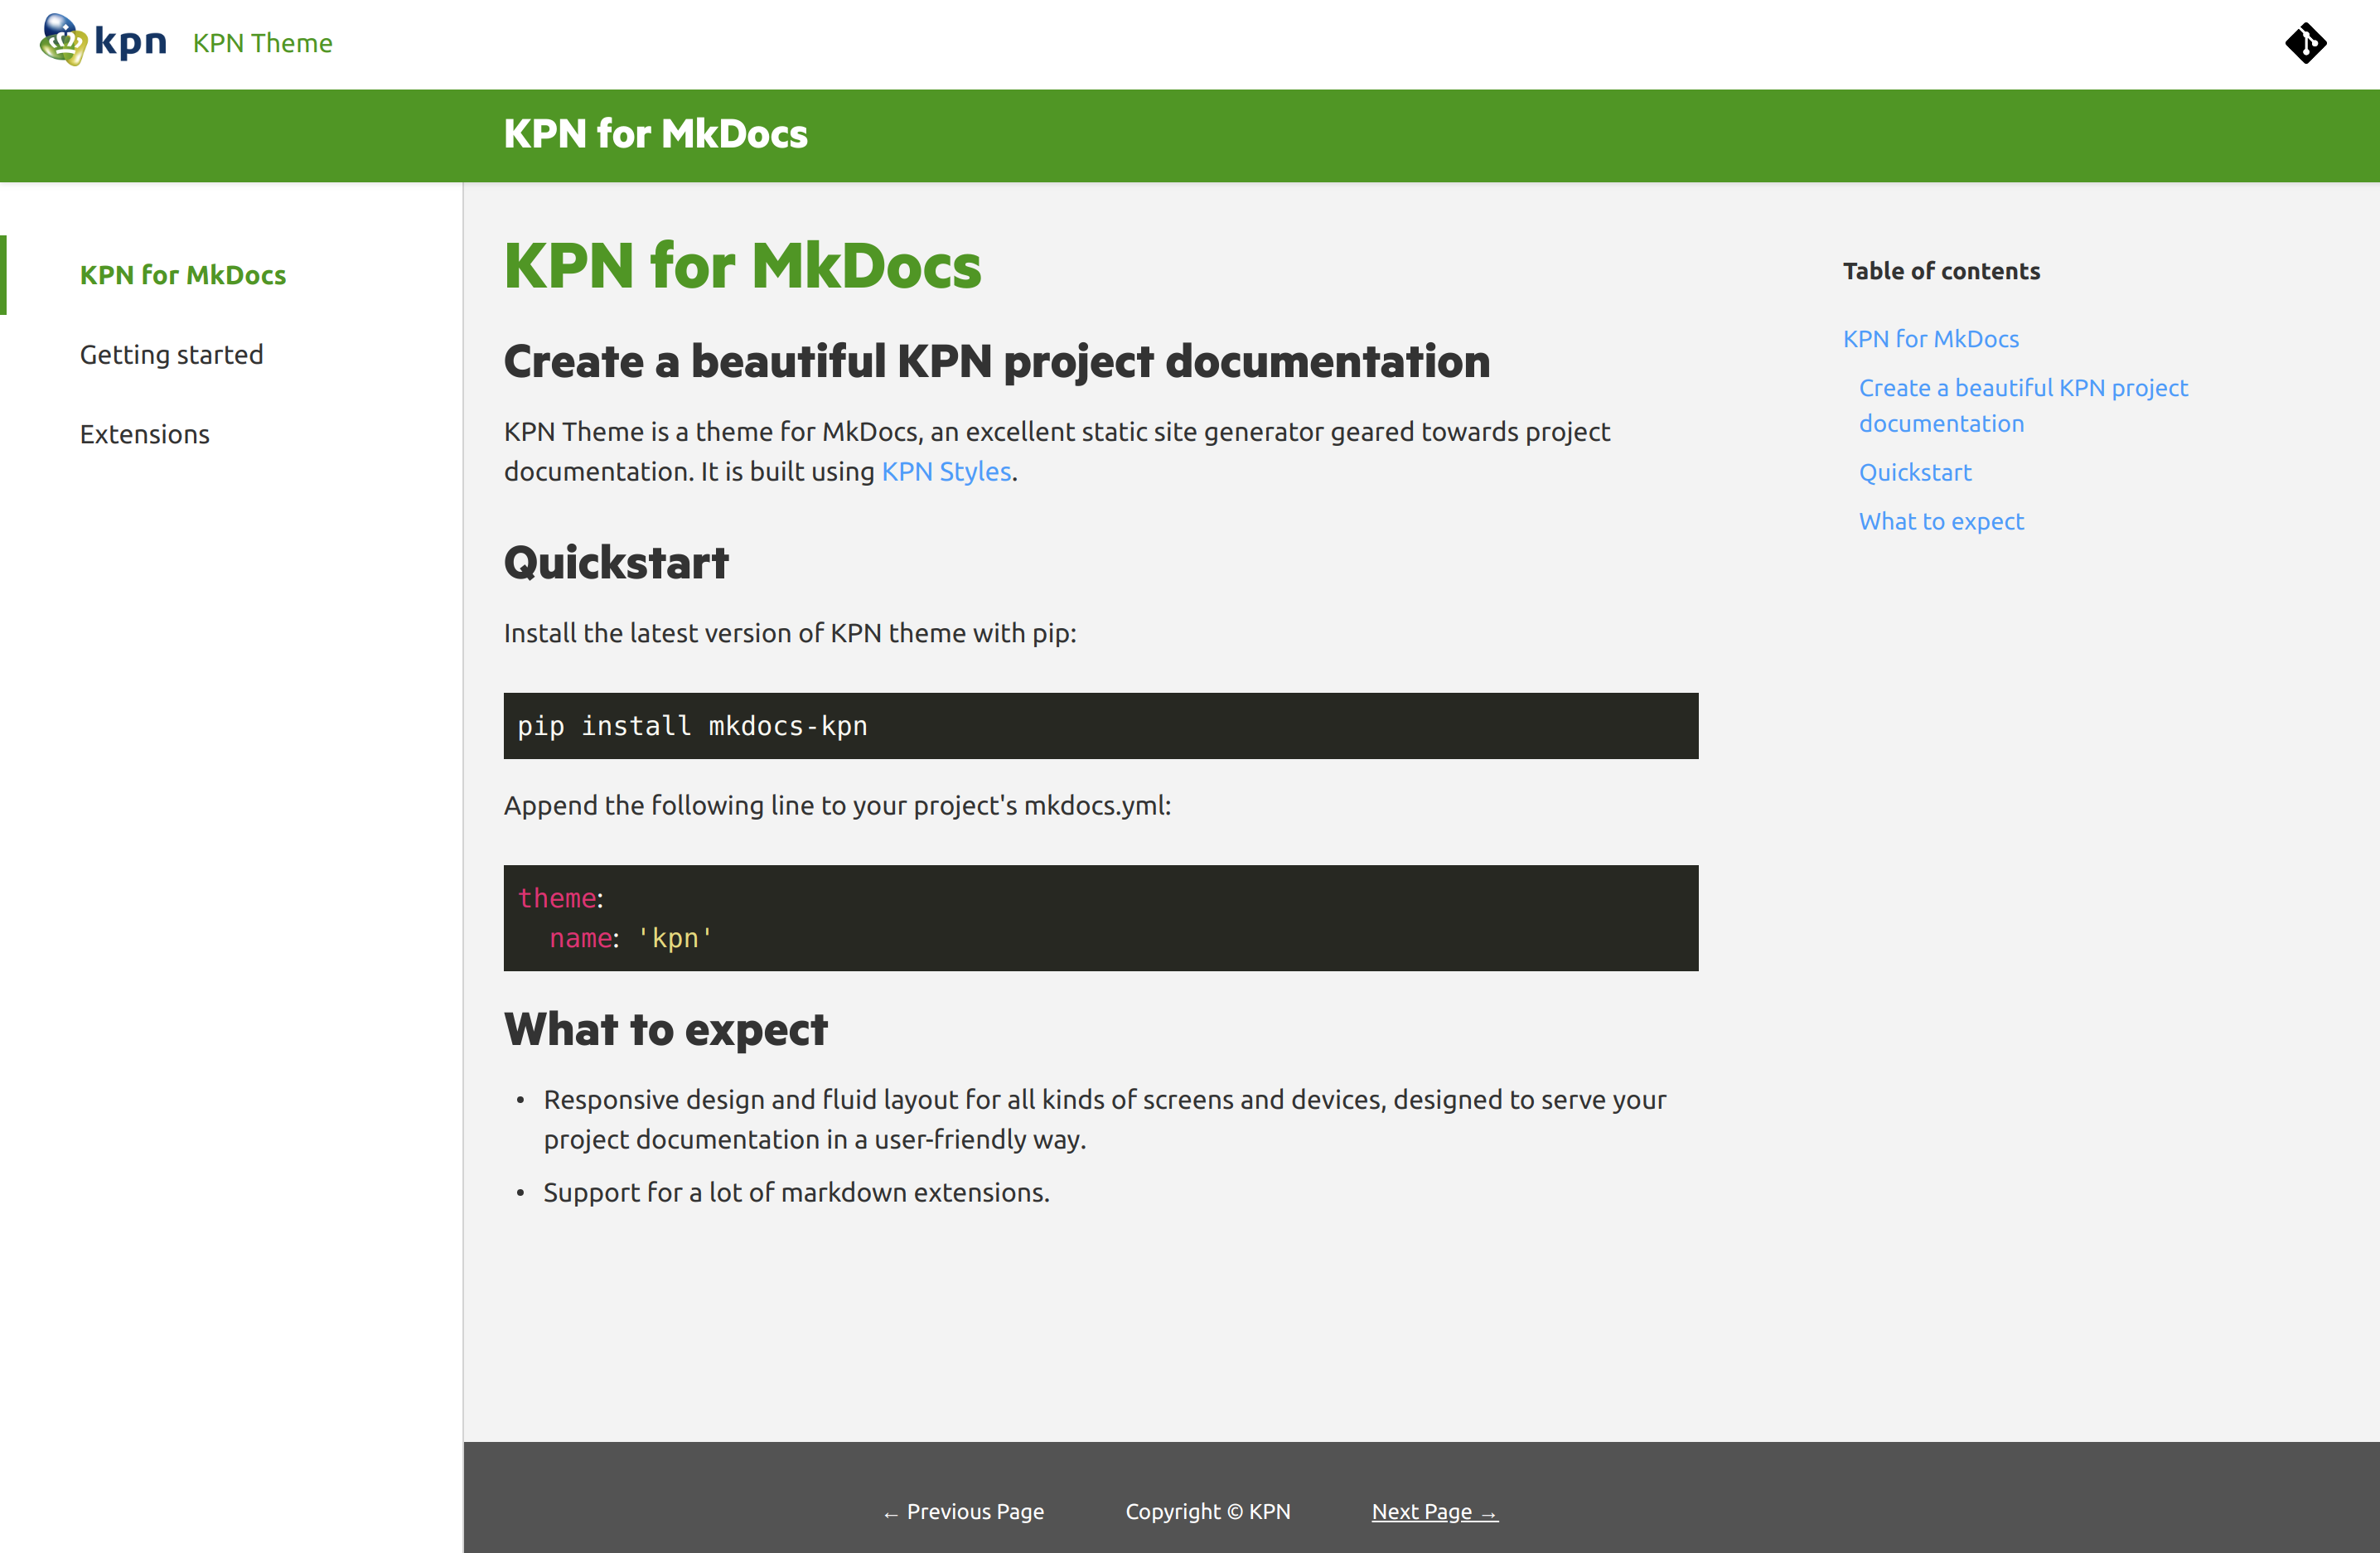 kpn KPN Theme
KPN for MkDocs
KPN for MkDocs
Getting started
Extensions
KPN for MkDocs
Create a beautiful KPN project documentation
KPN Theme is a theme for MkDocs, an excellent static site generator geared towards project
documentation. It is built using KPN Styles.
Quickstart
Install the latest version of KPN theme with pip:
pip install mkdocs-kpn
Append the following line to your project's mkdocs.yml:
theme:
  name: 'kpn'
What to expect
• Responsive design and fluid layout for all kinds of screens and devices, designed to serve your
project documentation in a user-friendly way.
• Support for a lot of markdown extensions.
Table of contents
KPN for MkDocs
Create a beautiful KPN project
documentation
Quickstart
What to expect
← Previous Page Copyright © KPN Next Page →